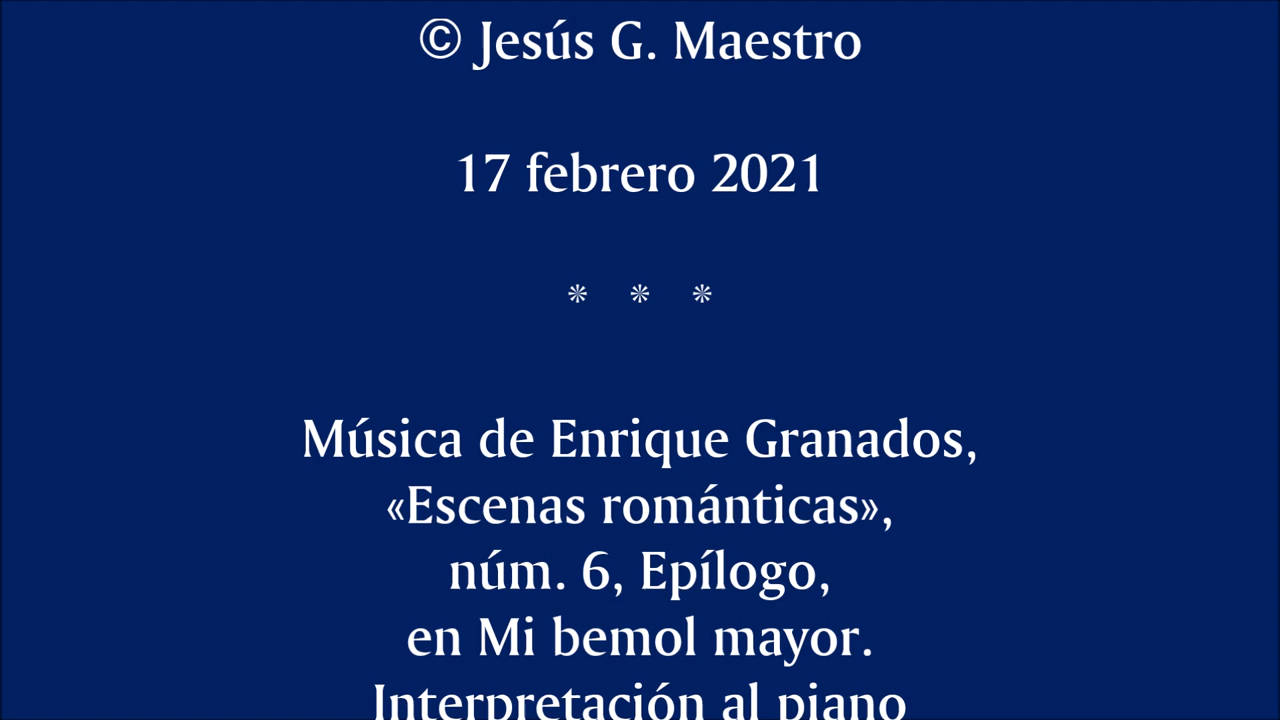 © Jesús G. Maestro
17 febrero 2021
* * *
Música de Enrique Granados,
«Escenas románticas»,
núm. 6, Epílogo,
en Mi bemol mayor.
Interpretación al piano